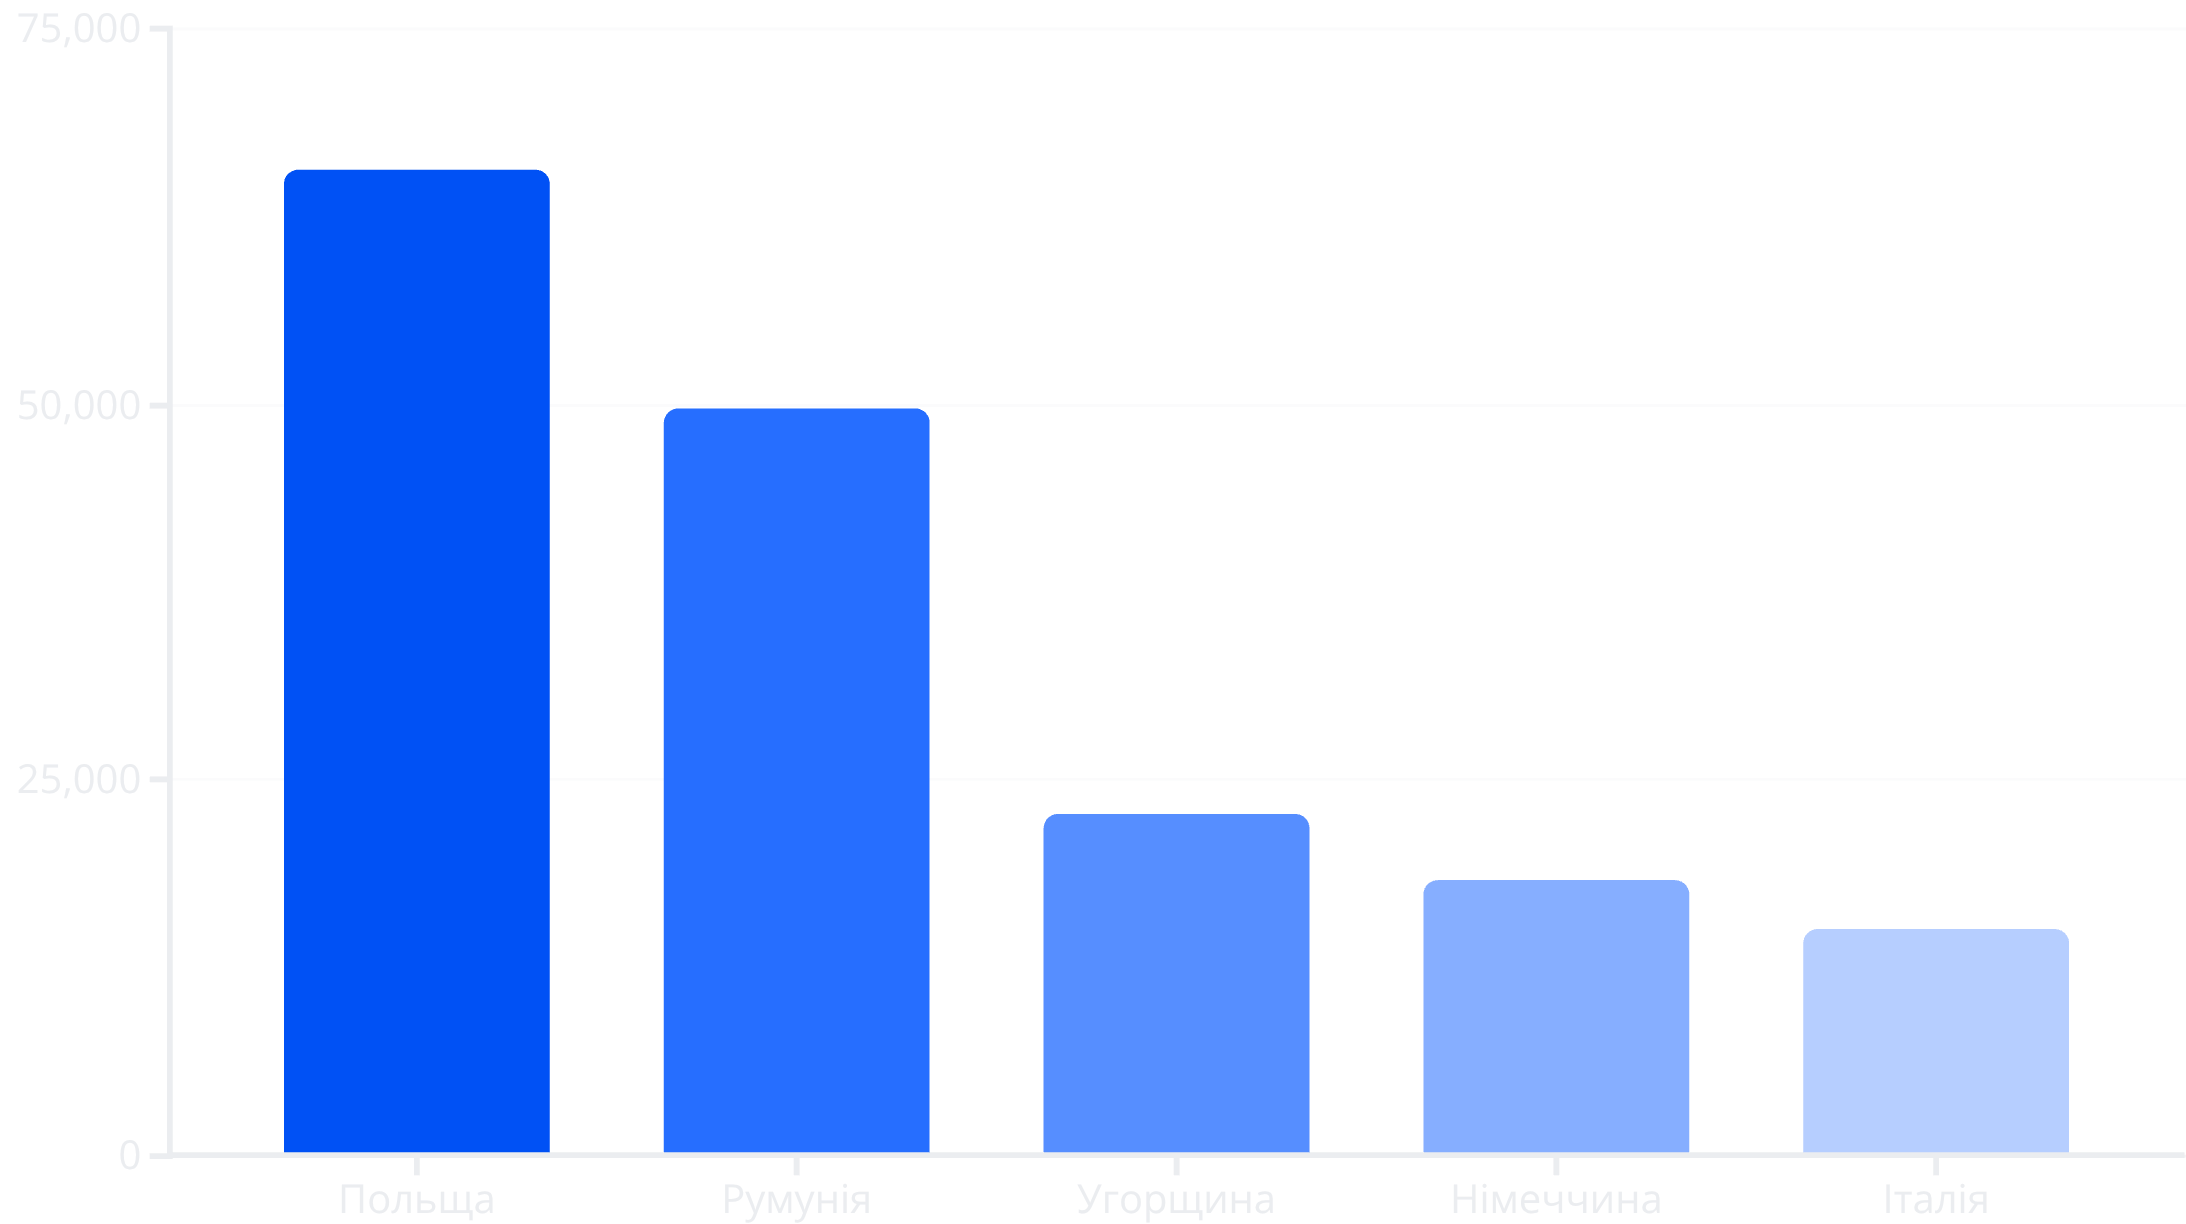 75,000
50,000
25,000
0
Польща
Румунія
Угорщина
Німеччина
Італія